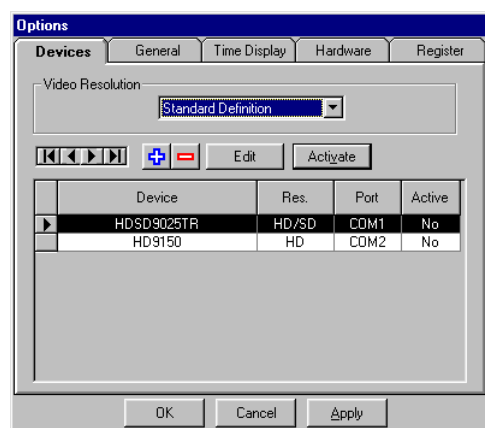 Options
Devices General Time Display Hardware Register
Video Resolution
Standard Definition
Edit Activate
Device Res. Port Active
HDSD9025TR HD/SD COM1 No
HD9150 HD COM2 No
OK Cancel Apply